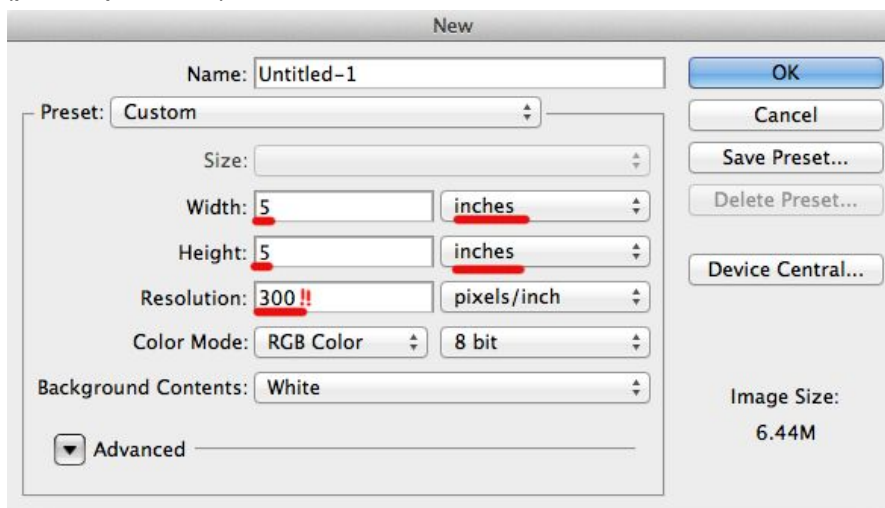 New
Name: Untitled-1
OK
Preset: Custom
Cancel
Size:
Save Preset...
Width: 5 inches
Delete Preset...
Height: 5 inches
Device Central...
Resolution: 300 !! pixels/inch
Color Mode: RGB Color 8 bit
Background Contents: White
Image Size:
6.44M
Advanced